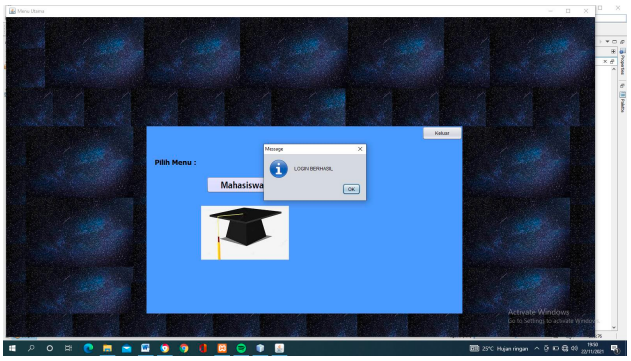 Menu Utama
Properties
Palette
Keluar
Message
Pilih Menu :
LOGIN BERHASIL
Mahasiswa
OK
Activate Windows
Go to Settings to activate Windows
25°C Hujan ringan
19:50
22/11/2021